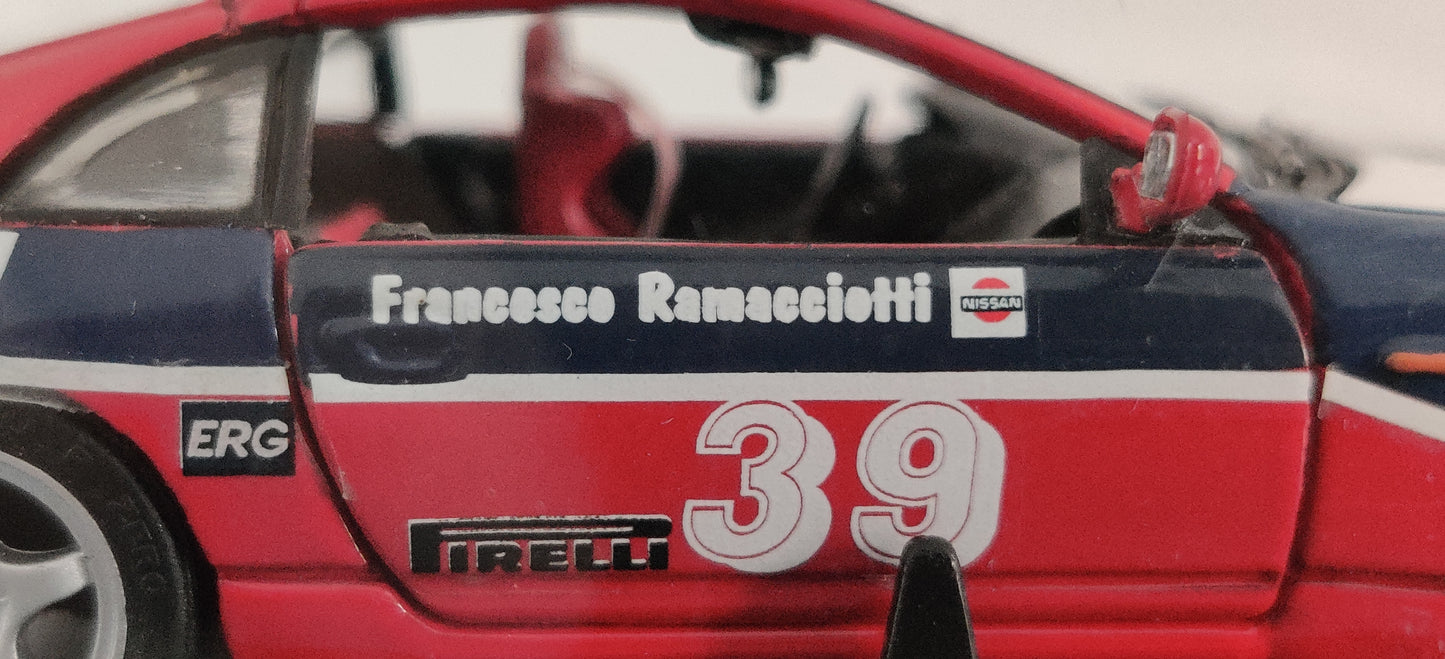 Francesco Ramacciotti
NISSAN
39
ERG
PIRELLI